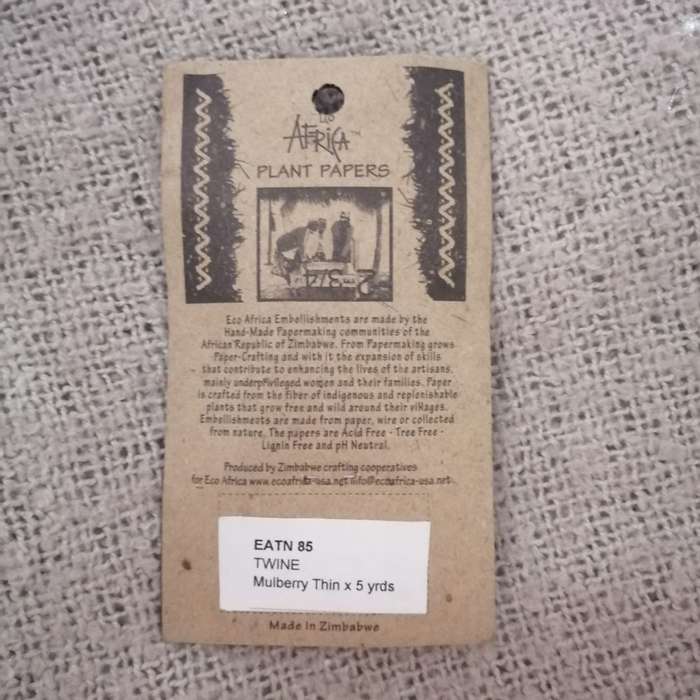 Eco
AFRICA™
PLANT PAPERS
Eco Africa Embellishments are made by the
Hand-Made Papermaking communities of the
African Republic of Zimbabwe. From Papermaking grows
Paper-Crafting and with it the expansion of skills
that contribute to enhancing the lives of the artisans,
mainly underprivileged women and their families. Paper
is crafted from the fiber of indigenous and replenishable
plants that grow free and wild around their villages.
Embellishments are made from paper, wire or collected
from nature. The papers are Acid Free - Tree Free -
Lignin Free and pH Neutral.
Produced by Zimbabwe crafting cooperatives
for Eco Africa www.ecoafrica-usa.net info@ecoafrica-usa.net
EATN 85
TWINE
Mulberry Thin x 5 yrds
Made in Zimbabwe